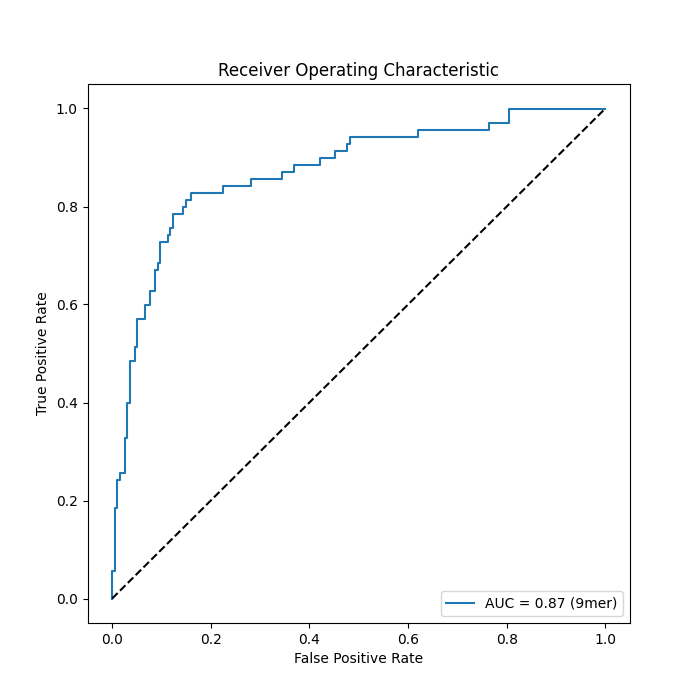 Receiver Operating Characteristic
True Positive Rate
1.0
0.8
0.6
0.4
0.2
0.0
AUC = 0.87 (9mer)
0.0 0.2 0.4 0.6 0.8 1.0
False Positive Rate